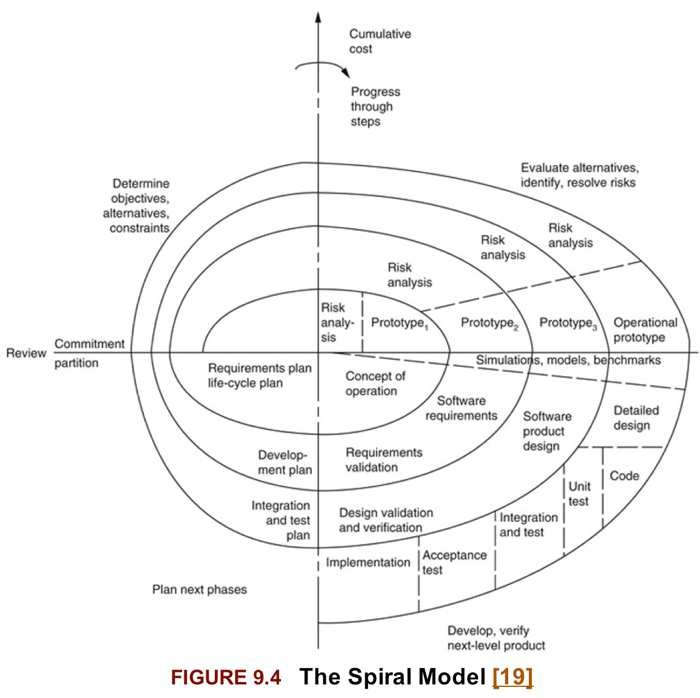 Cumulative
cost
Progress
through
steps
Evaluate alternatives,
identify, resolve risks
Determine
objectives,
alternatives,
constraints
Risk
analysis
Risk
analysis
Risk
analysis
Risk
analy-
sis
Prototype1
Prototype2
Prototype3
Operational
prototype
Review
Commitment
partition
Simulations, models, benchmarks
Requirements plan
life-cycle plan
Concept of
operation
Software
requirements
Software
product
design
Detailed
design
Develop-
ment plan
Requirements
validation
Unit
test
Code
Integration
and test
plan
Design validation
and verification
Integration
and test
Implementation
Acceptance
test
Plan next phases
Develop, verify
next-level product
FIGURE 9.4 The Spiral Model [19]